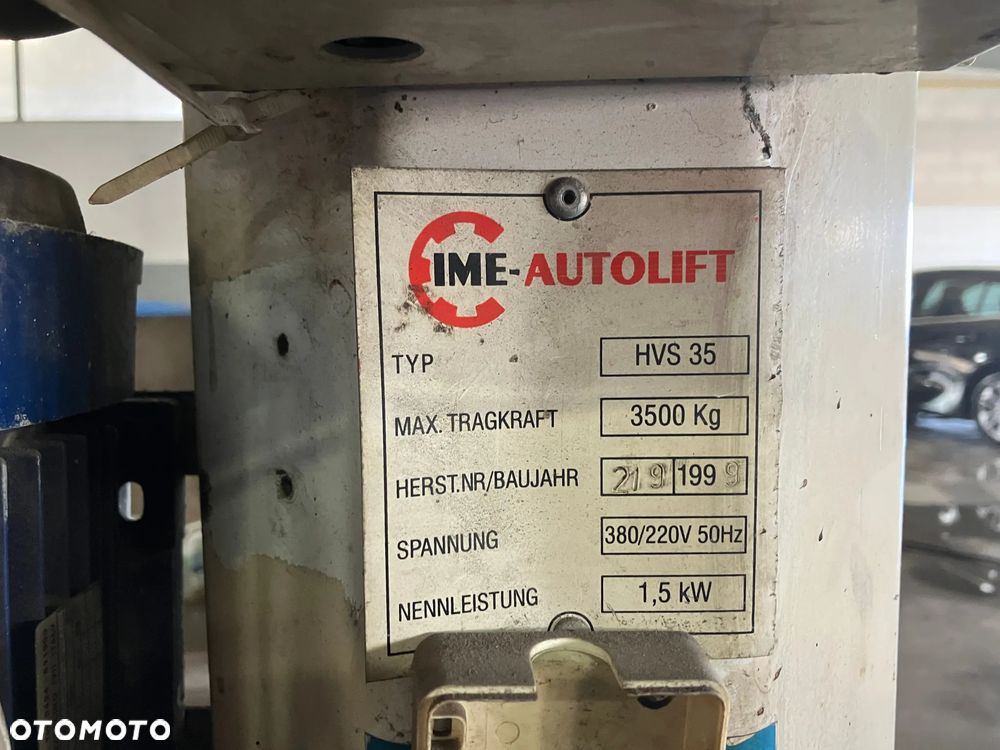 IME-AUTOLIFT
TYP HVS 35
MAX. TRAGKRAFT 3500 Kg
HERST.NR/BAUJAHR 219 1999
SPANNUNG 380/220V 50Hz
NENNLEISTUNG 1,5 kW
OTOMOTO